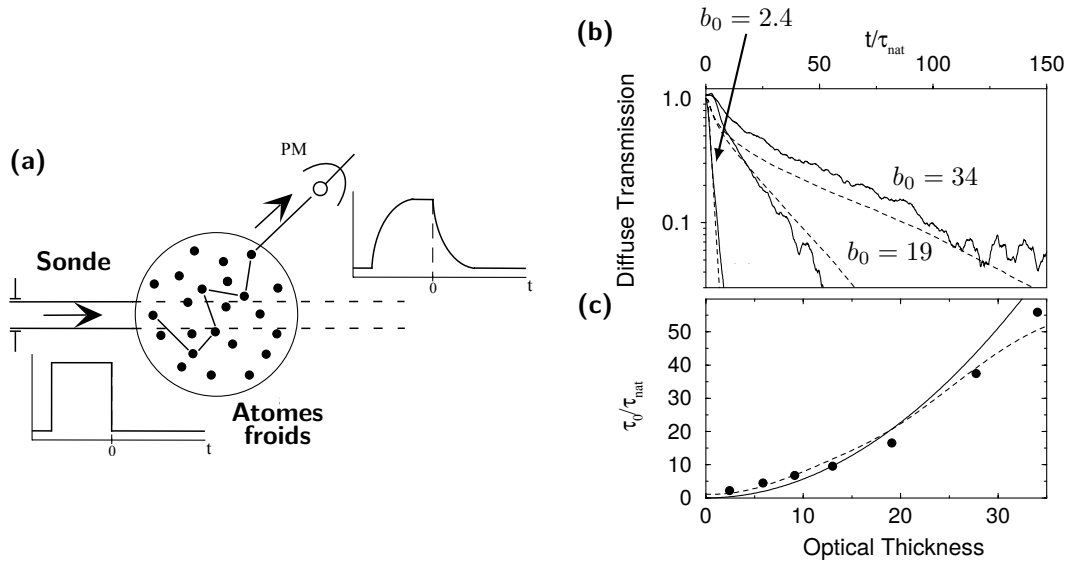 (a)
PM
Sonde
t
0
Atomes
froids
0
t
(b)
b₀ = 2.4
t/τnat
0 50 100 150
1.0
0.1
Diffuse Transmission
b₀ = 34
b₀ = 19
(c)
τ₀/τnat
50
40
30
20
10
0
0 10 20 30
Optical Thickness